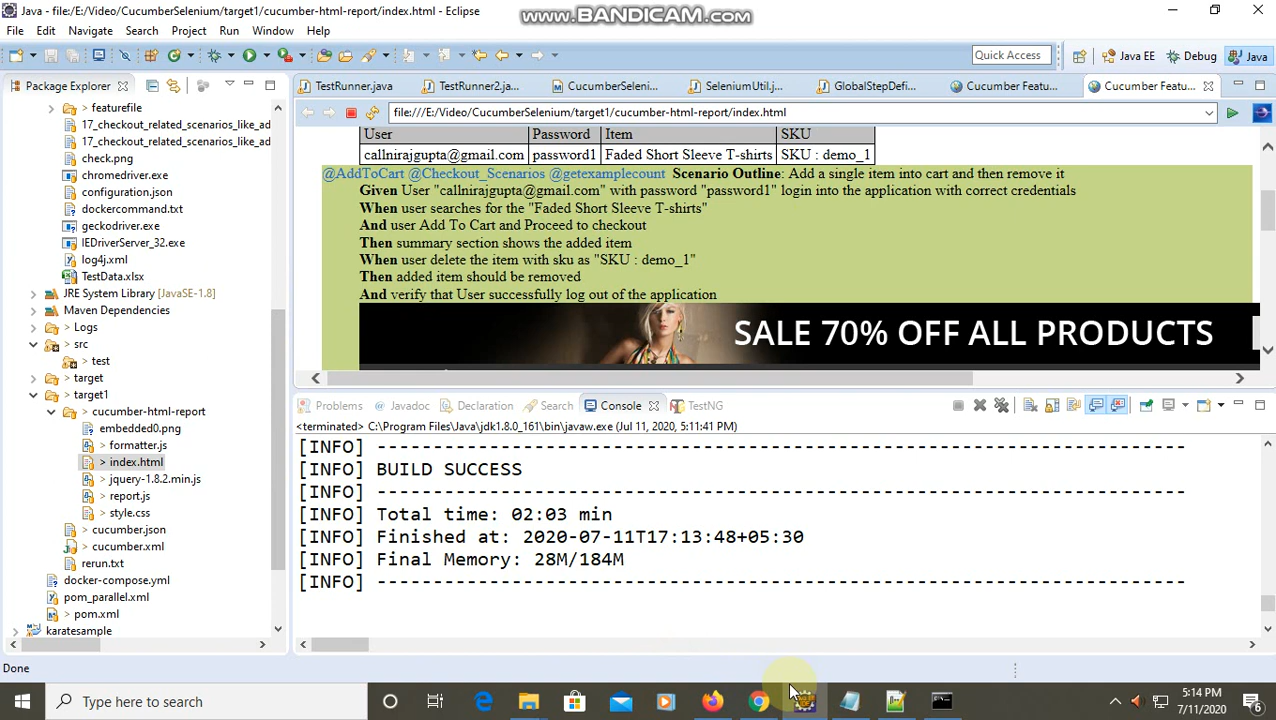 Java - file:/E:/Video/CucumberSelenium/target1/cucumber-html-report/index.html - Eclipse
www.BANDICAM.com
File Edit Navigate Search Project Run Window Help
Quick Access
Java EE
Debug
Java
Package Explorer
TestRunner.java
TestRunner2.ja...
CucumberSeleni...
SeleniumUtil.j...
GlobalStepDefi...
Cucumber Featu...
Cucumber Featu...
file:///E:/Video/CucumberSelenium/target1/cucumber-html-report/index.html
featurefile
17_checkout_related_scenarios_like_ad
17_checkout_related_scenarios_like_ad
check.png
chromedriver.exe
configuration.json
dockercommand.txt
geckodriver.exe
IEDriverServer_32.exe
log4j.xml
TestData.xlsx
JRE System Library [JavaSE-1.8]
Maven Dependencies
Logs
src
test
target
target1
cucumber-html-report
embedded0.png
formatter.js
index.html
jquery-1.8.2.min.js
report.js
style.css
cucumber.json
cucumber.xml
rerun.txt
docker-compose.yml
pom_parallel.xml
pom.xml
karatesample
User Password Item SKU
callnirajgupta@gmail.com password1 Faded Short Sleeve T-shirts SKU : demo_1
@AddToCart @Checkout_Scenarios @getexamplecount Scenario Outline: Add a single item into cart and then remove it
Given User "callnirajgupta@gmail.com" with password "password1" login into the application with correct credentials
When user searches for the "Faded Short Sleeve T-shirts"
And user Add To Cart and Proceed to checkout
Then summary section shows the added item
When user delete the item with sku as "SKU : demo_1"
Then added item should be removed
And verify that User successfully log out of the application
SALE 70% OFF ALL PRODUCTS
Problems
Javadoc
Declaration
Search
Console
TestNG
<terminated> C:\Program Files\Java\jdk1.8.0_161\bin\javaw.exe (Jul 11, 2020, 5:11:41 PM)
[INFO] ------------------------------------------------------------------------
[INFO] BUILD SUCCESS
[INFO] ------------------------------------------------------------------------
[INFO] Total time: 02:03 min
[INFO] Finished at: 2020-07-11T17:13:48+05:30
[INFO] Final Memory: 28M/184M
[INFO] ------------------------------------------------------------------------
Done
Type here to search
5:14 PM
7/11/2020
6